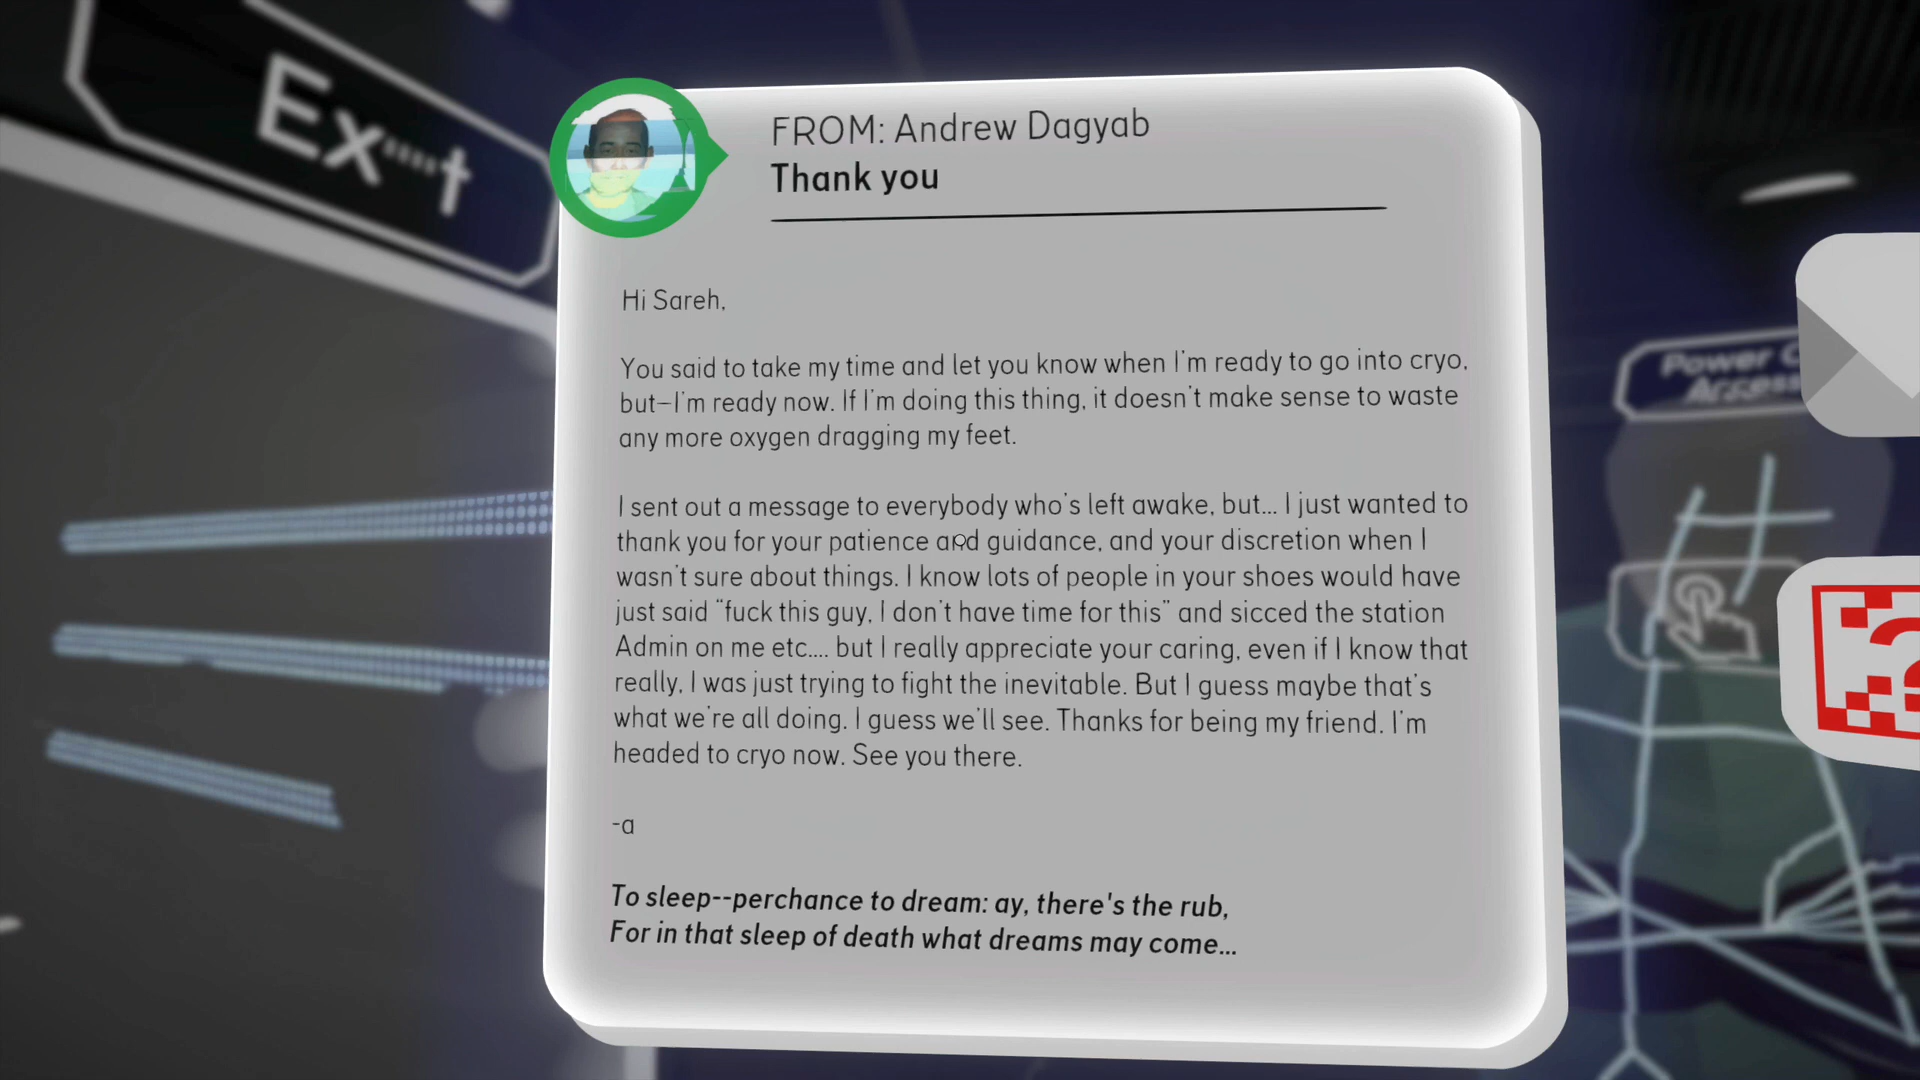 Ex t
FROM: Andrew Dagyab
Thank you
Hi Sareh,
You said to take my time and let you know when I'm ready to go into cryo,
but—I'm ready now. If I'm doing this thing, it doesn't make sense to waste
any more oxygen dragging my feet.
I sent out a message to everybody who's left awake, but... I just wanted to
thank you for your patience and guidance, and your discretion when I
wasn't sure about things. I know lots of people in your shoes would have
just said "fuck this guy, I don't have time for this" and sicced the station
Admin on me etc.... but I really appreciate your caring, even if I know that
really, I was just trying to fight the inevitable. But I guess maybe that's
what we're all doing. I guess we'll see. Thanks for being my friend. I'm
headed to cryo now. See you there.
-a
To sleep--perchance to dream: ay, there's the rub,
For in that sleep of death what dreams may come...
Power
Access